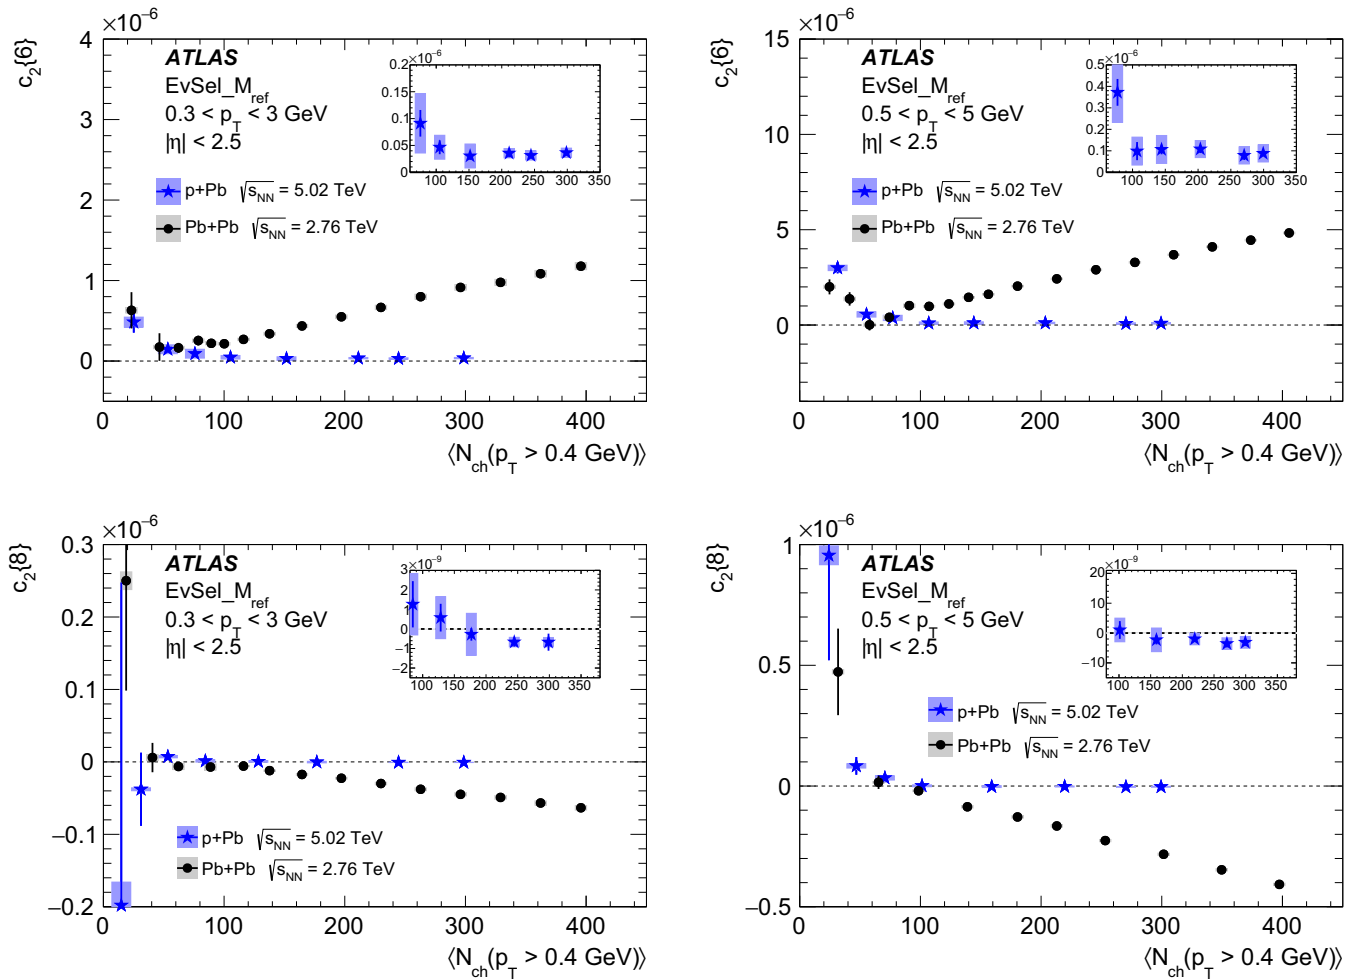 ×10⁻⁶
c₂{6}
4
3
2
1
0
ATLAS
EvSel_M_ref
0.3 < p_T < 3 GeV
|η| < 2.5
p+Pb √s_NN = 5.02 TeV
Pb+Pb √s_NN = 2.76 TeV
×10⁻⁶
0.2
0.15
0.1
0.05
0
100 150 200 250 300 350
0 100 200 300 400
⟨N_ch(p_T > 0.4 GeV)⟩
×10⁻⁶
c₂{6}
15
10
5
0
ATLAS
EvSel_M_ref
0.5 < p_T < 5 GeV
|η| < 2.5
p+Pb √s_NN = 5.02 TeV
Pb+Pb √s_NN = 2.76 TeV
×10⁻⁶
0.5
0.4
0.3
0.2
0.1
0
100 150 200 250 300 350
0 100 200 300 400
⟨N_ch(p_T > 0.4 GeV)⟩
×10⁻⁶
c₂{8}
0.3
0.2
0.1
0
−0.1
−0.2
ATLAS
EvSel_M_ref
0.3 < p_T < 3 GeV
|η| < 2.5
×10⁻⁹
3
2
1
0
−1
−2
100 150 200 250 300 350
p+Pb √s_NN = 5.02 TeV
Pb+Pb √s_NN = 2.76 TeV
0 100 200 300 400
⟨N_ch(p_T > 0.4 GeV)⟩
×10⁻⁶
c₂{8}
1
0.5
0
−0.5
ATLAS
EvSel_M_ref
0.5 < p_T < 5 GeV
|η| < 2.5
×10⁻⁹
20
10
0
−10
100 150 200 250 300 350
p+Pb √s_NN = 5.02 TeV
Pb+Pb √s_NN = 2.76 TeV
0 100 200 300 400
⟨N_ch(p_T > 0.4 GeV)⟩